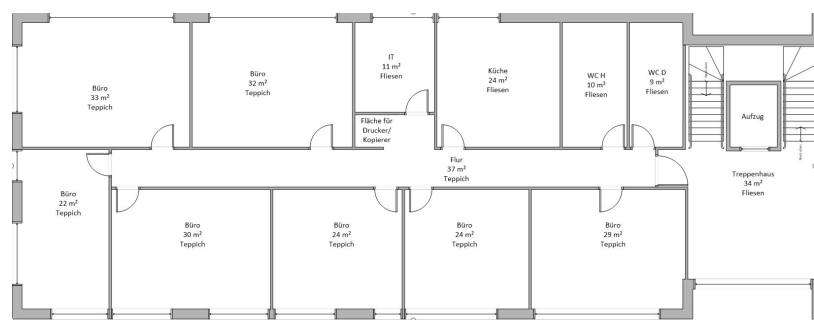 Büro
33 m²
Teppich
Büro
32 m²
Teppich
IT
11 m²
Fliesen
Küche
24 m²
Fliesen
WC H
10 m²
Fliesen
WC D
9 m²
Fliesen
Aufzug
Fläche für
Drucker/
Kopierer
Flur
37 m²
Teppich
Treppenhaus
34 m²
Fliesen
Büro
22 m²
Teppich
Büro
30 m²
Teppich
Büro
24 m²
Teppich
Büro
24 m²
Teppich
Büro
29 m²
Teppich